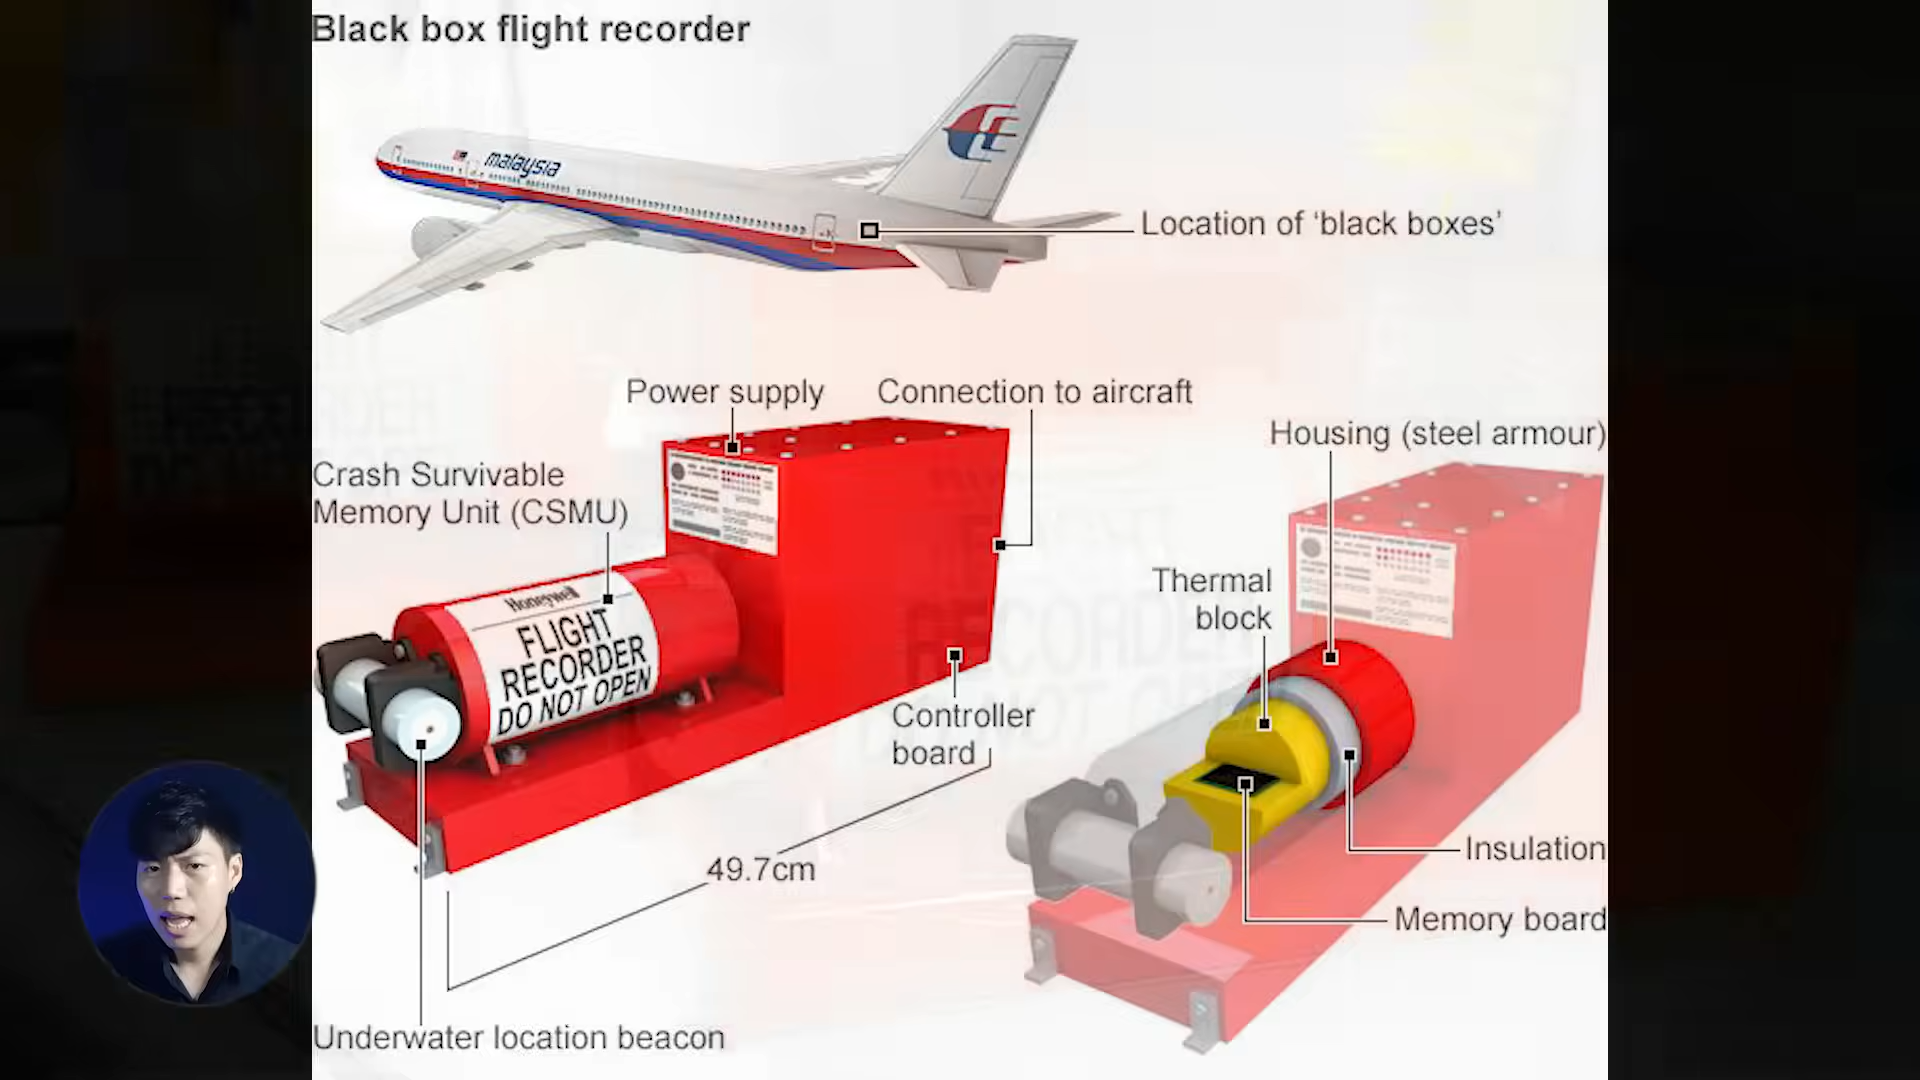 Black box flight recorder
malaysia
Location of ‘black boxes’
Power supply
Connection to aircraft
Housing (steel armour)
Crash Survivable
Memory Unit (CSMU)
Thermal
block
Honeywell
FLIGHT
RECORDER
DO NOT OPEN
Controller
board
49.7cm
Insulation
Memory board
Underwater location beacon